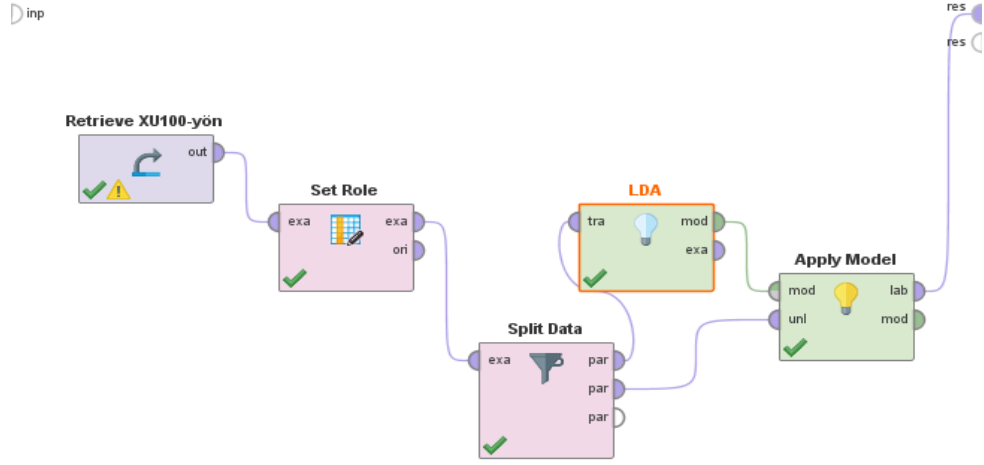 inp
res
res
Retrieve XU100-yön
out
Set Role
exa
exa
ori
LDA
tra
mod
exa
Apply Model
mod
lab
unl
mod
Split Data
exa
par
par
par